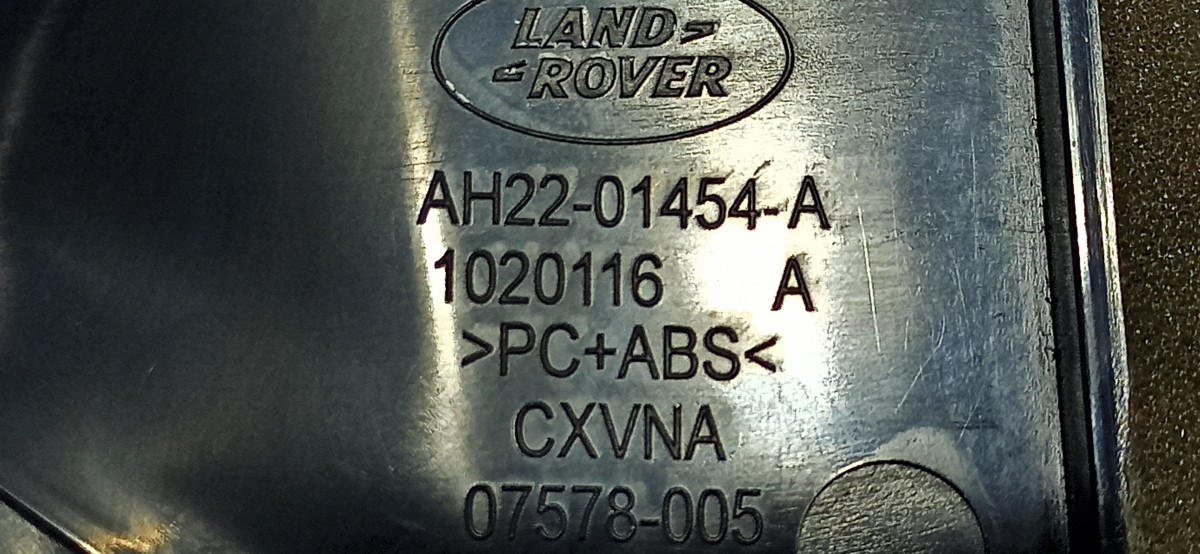 LAND
ROVER
AH22-01454-A
1020116 A
>PC+ABS<
CXVNA
07578-005